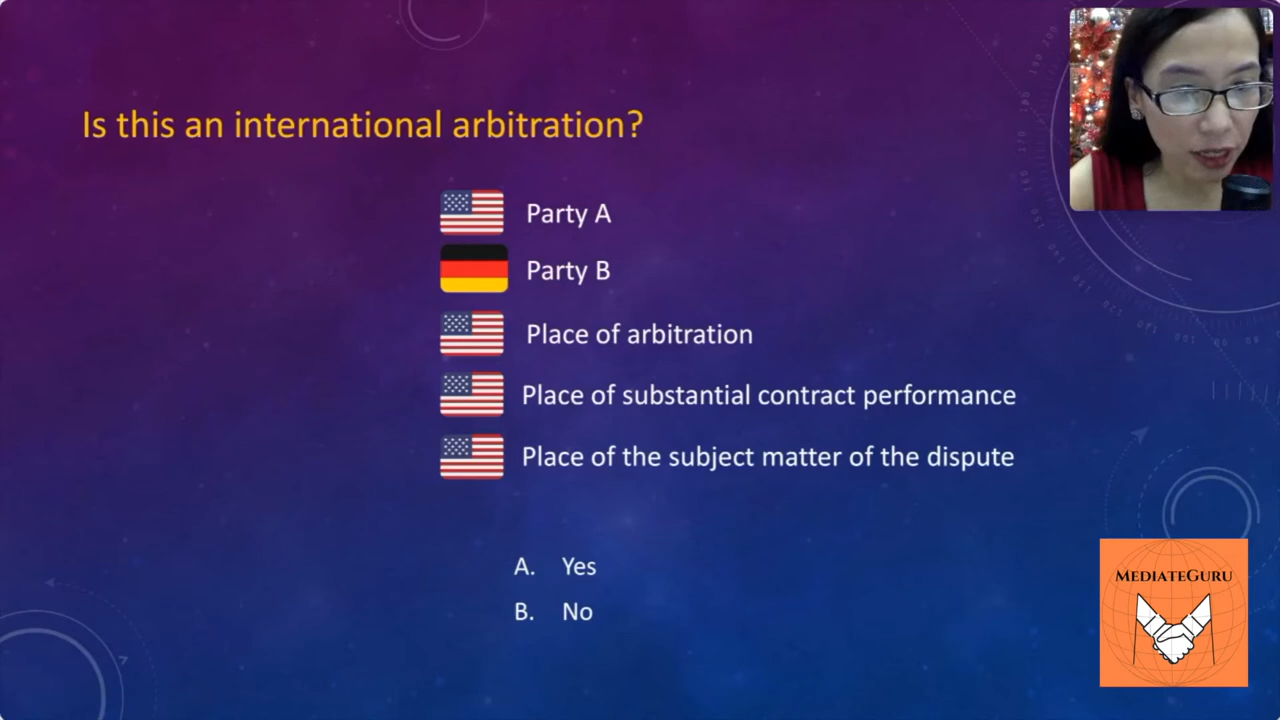 Is this an international arbitration?
Party A
Party B
Place of arbitration
Place of substantial contract performance
Place of the subject matter of the dispute
A. Yes
B. No
MEDIATEGURU